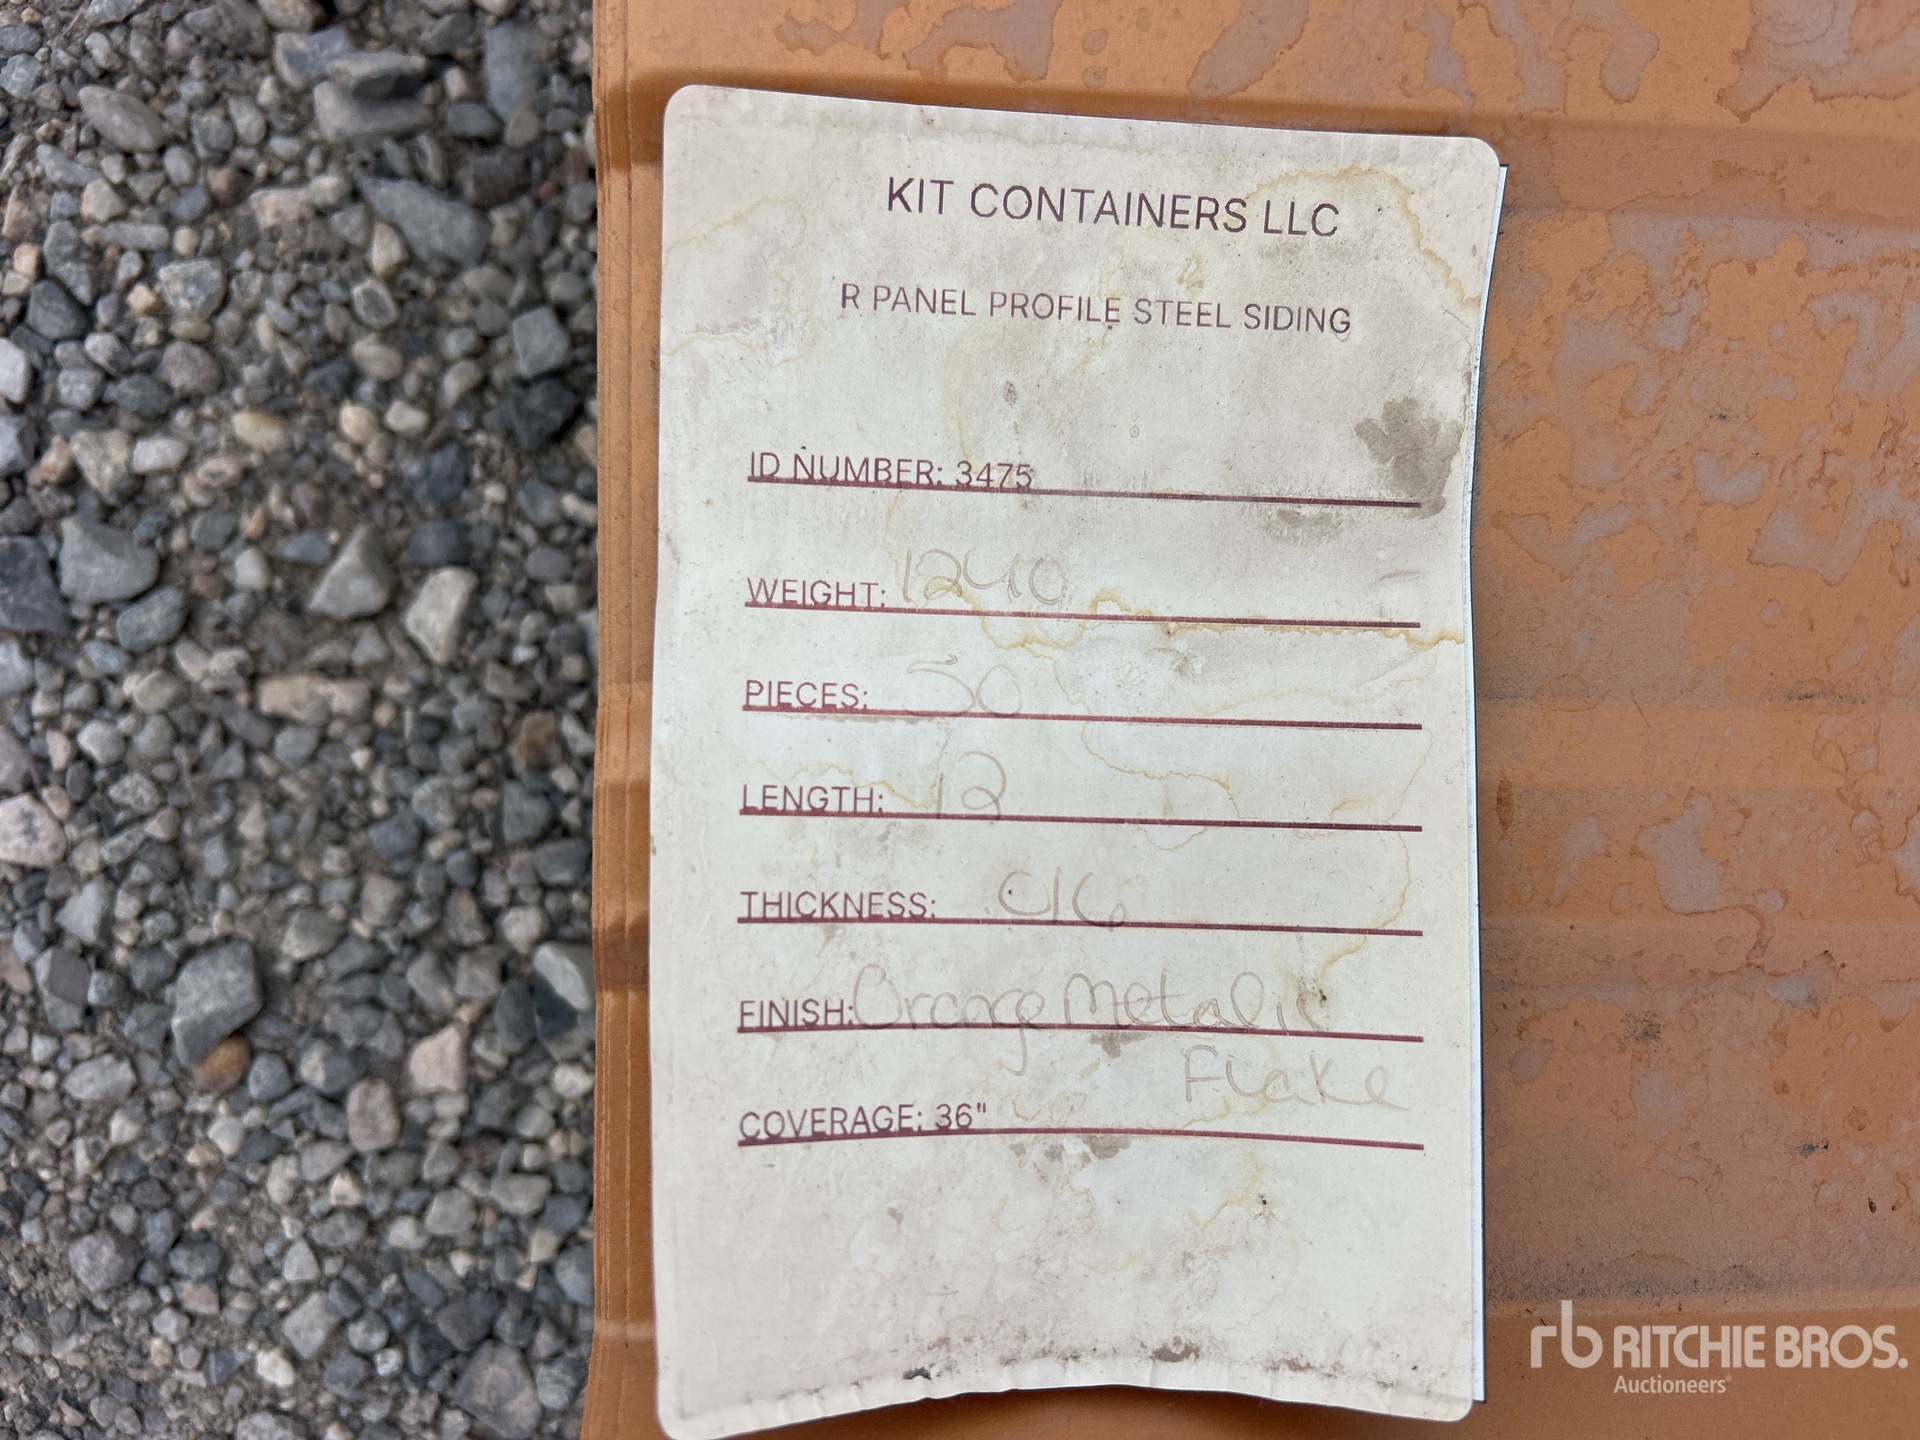 KIT CONTAINERS LLC
R PANEL PROFILE STEEL SIDING
ID NUMBER: 3475
WEIGHT: 1240
PIECES: 50
LENGTH: 12
THICKNESS: .016
FINISH: Orange Metalic
Flake
COVERAGE: 36"
rb RITCHIE BROS.
Auctioneers